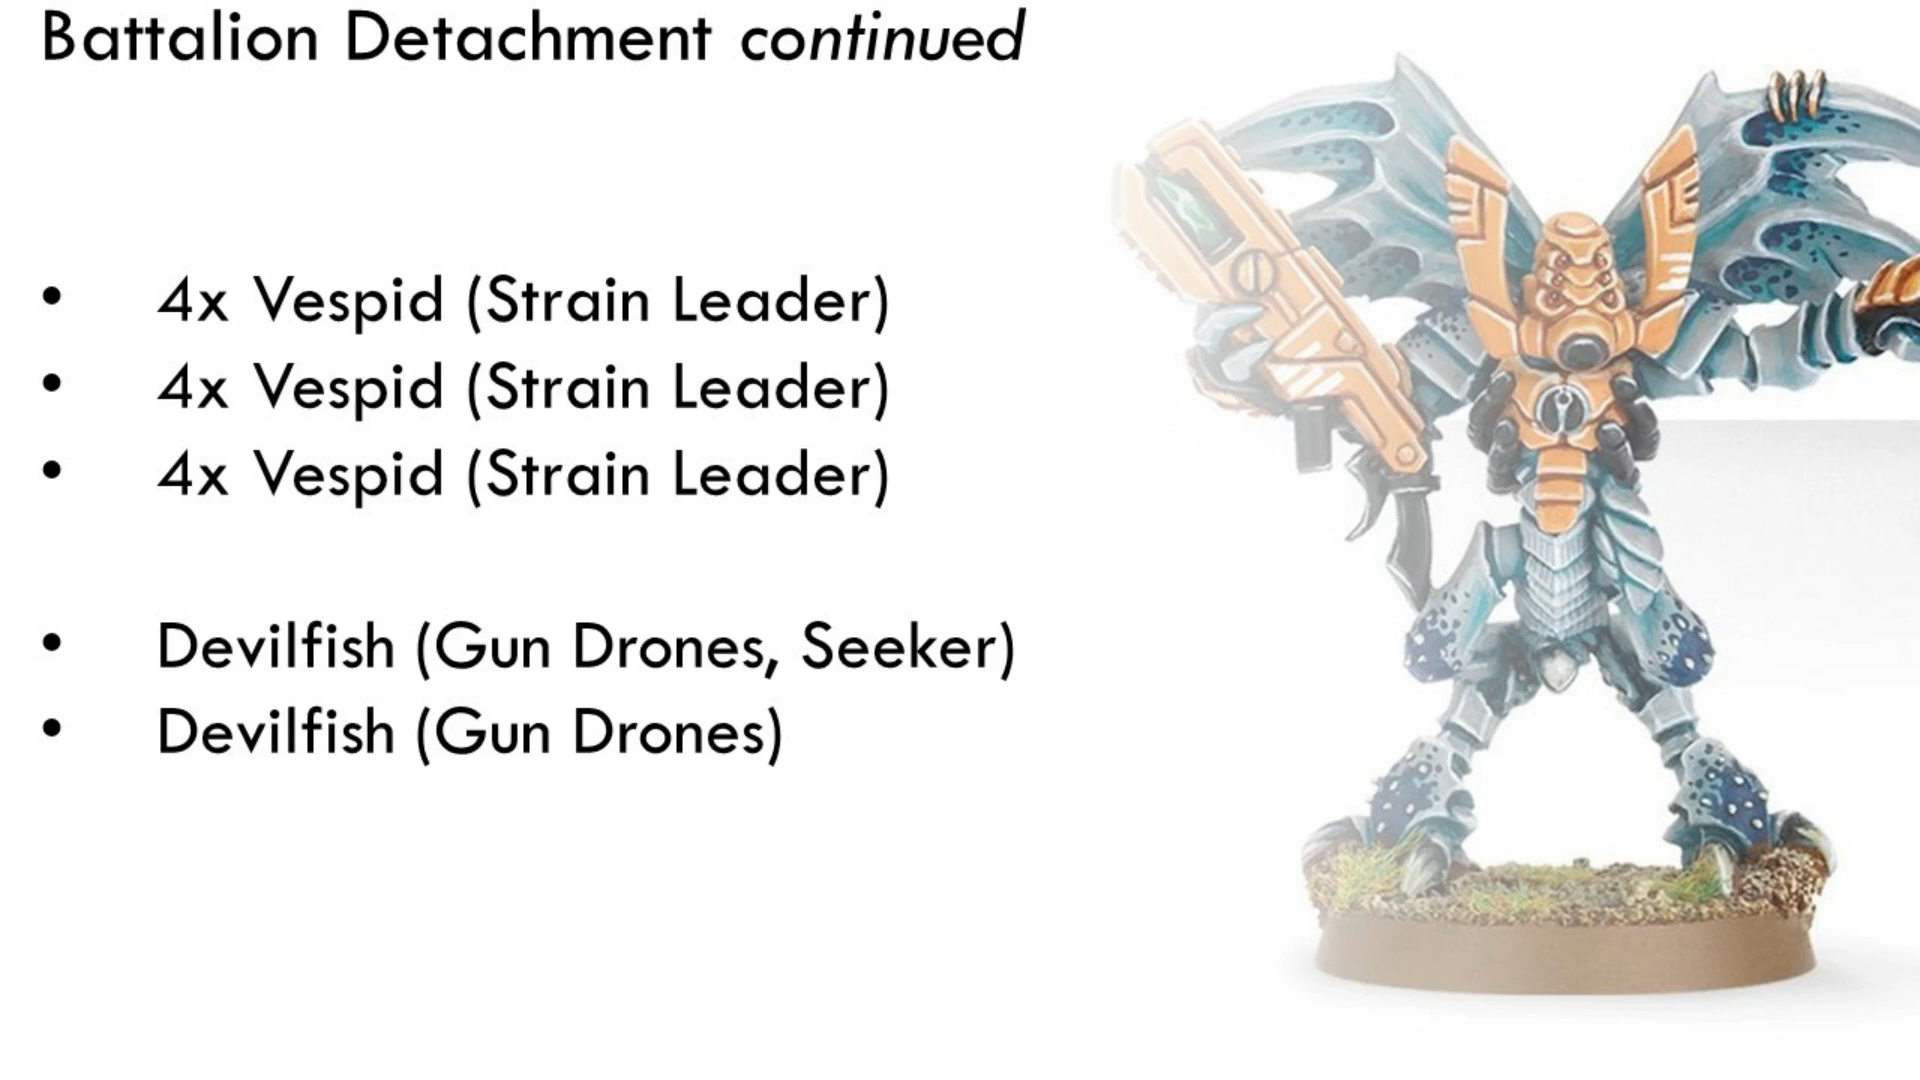 Battalion Detachment continued
• 4x Vespid (Strain Leader)
• 4x Vespid (Strain Leader)
• 4x Vespid (Strain Leader)
• Devilfish (Gun Drones, Seeker)
• Devilfish (Gun Drones)